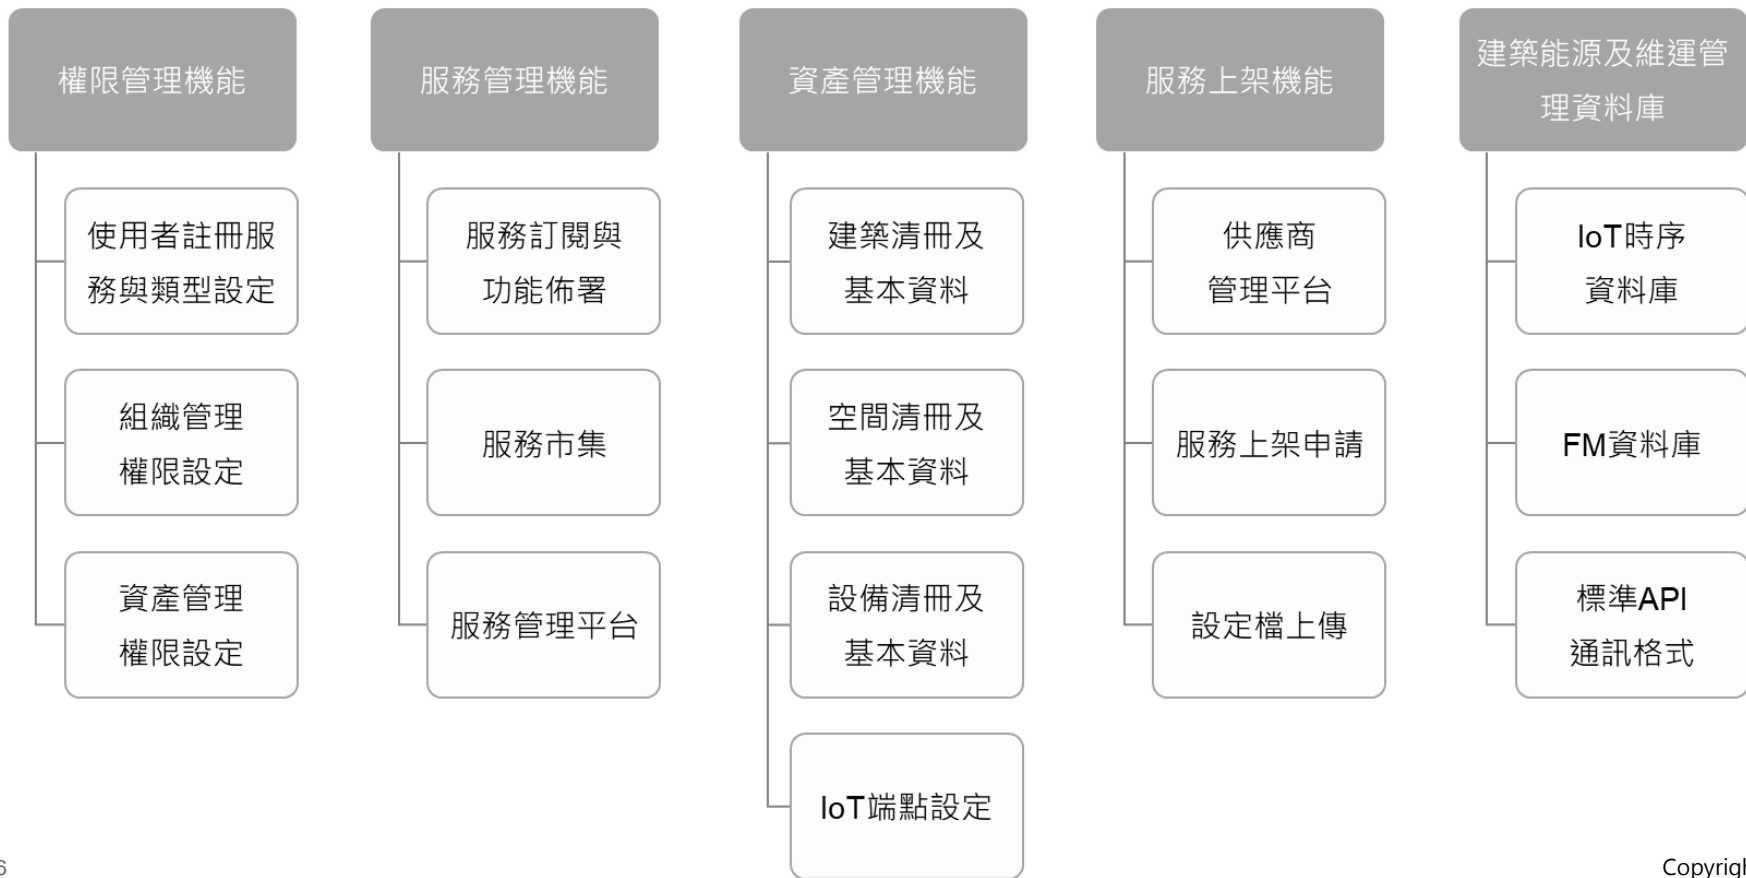 權限管理機能
使用者註冊服
務與類型設定
組織管理
權限設定
資產管理
權限設定
服務管理機能
服務訂閱與
功能佈署
服務市集
服務管理平台
資產管理機能
建築清冊及
基本資料
空間清冊及
基本資料
設備清冊及
基本資料
IoT端點設定
服務上架機能
供應商
管理平台
服務上架申請
設定檔上傳
建築能源及維運管
理資料庫
IoT時序
資料庫
FM資料庫
標準API
通訊格式
6
Copyrigh